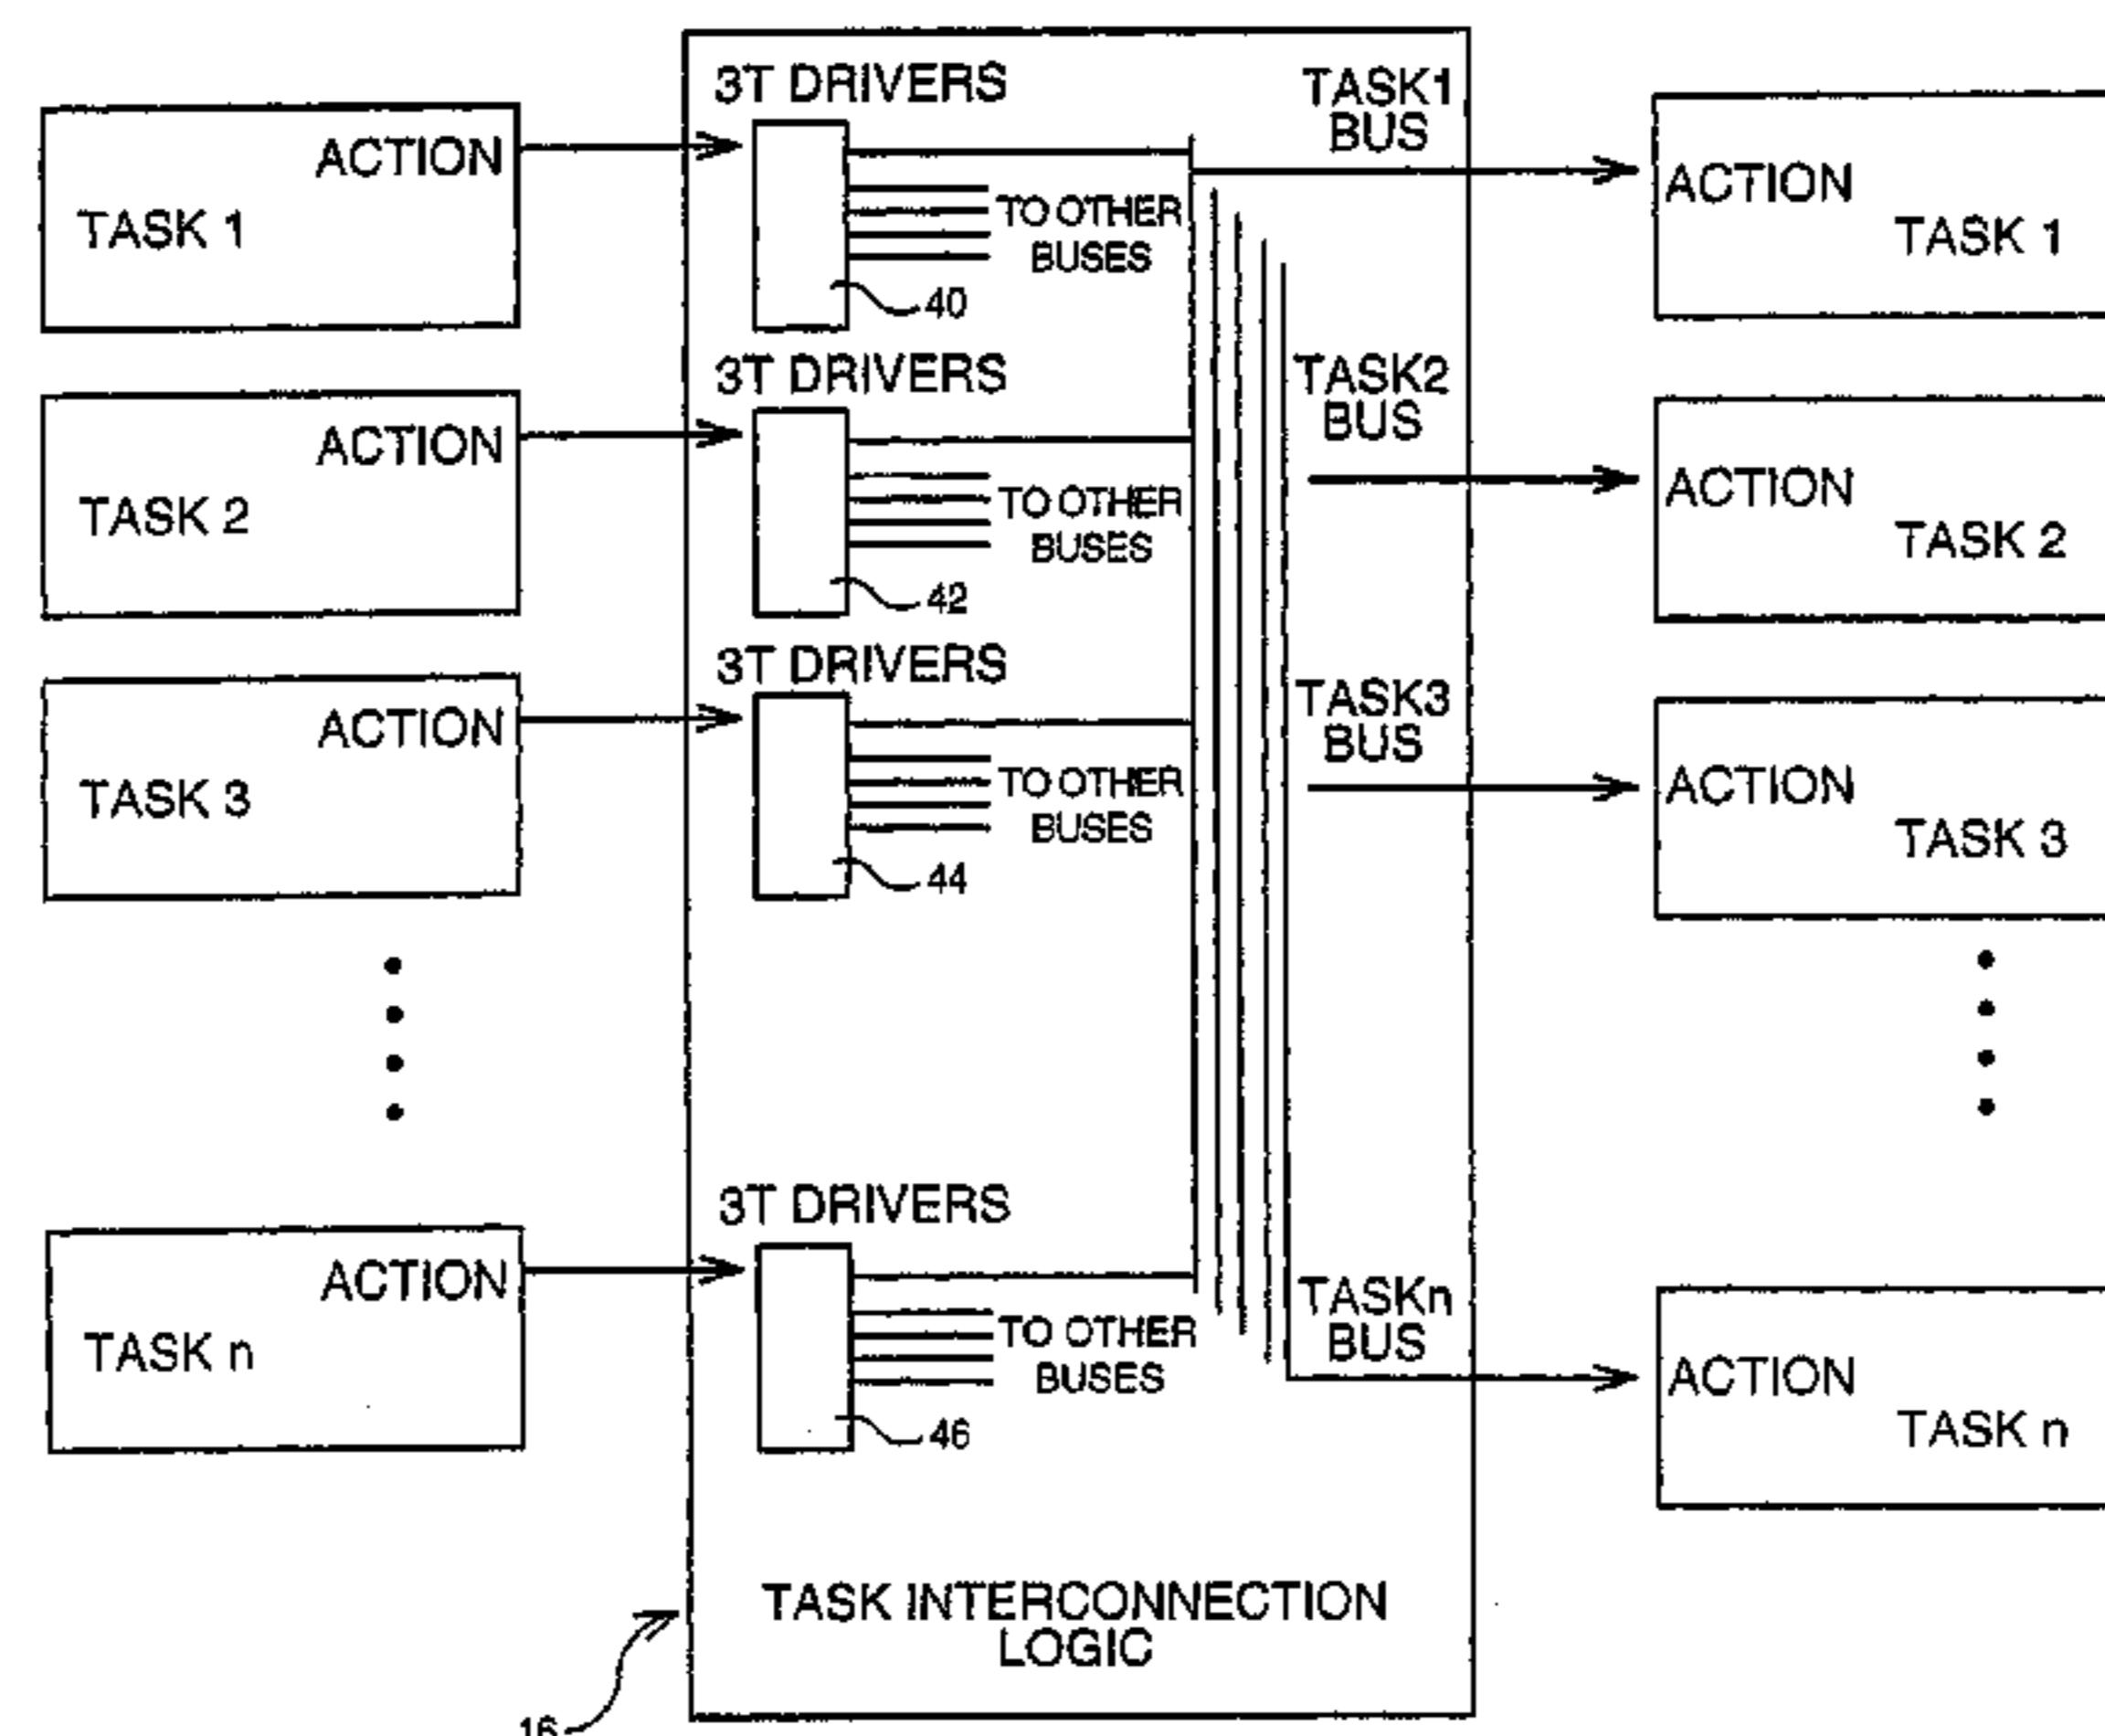 3T DRIVERS
TASK1
BUS
ACTION
TASK 1
TO OTHER
BUSES
40
ACTION
TASK 1
3T DRIVERS
TASK2
BUS
ACTION
TASK 2
TO OTHER
BUSES
42
ACTION
TASK 2
3T DRIVERS
TASK3
BUS
ACTION
TASK 3
TO OTHER
BUSES
44
ACTION
TASK 3
3T DRIVERS
TASKn
BUS
ACTION
TASK n
TO OTHER
BUSES
46
ACTION
TASK n
TASK INTERCONNECTION
LOGIC
16